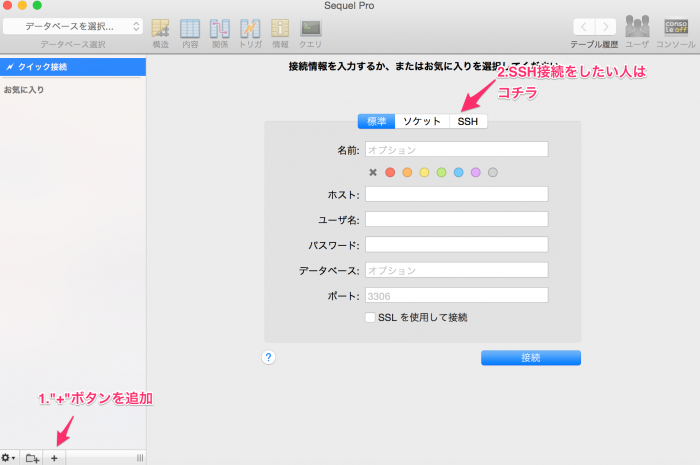 Sequel Pro
データベースを選択...
データベース選択
構造 内容 関係 トリガ 情報 クエリ
テーブル履歴 ユーザ コンソール
conso
le off
クイック接続
お気に入り
接続情報を入力するか、またはお気に入りを選択してください
2.SSH接続をしたい人は
コチラ
標準 ソケット SSH
名前: オプション
ホスト:
ユーザ名:
パスワード:
データベース: オプション
ポート: 3306
SSL を使用して接続
? 接続
1."+"ボタンを追加